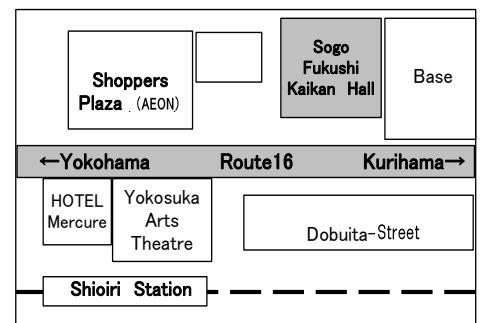 Shoppers
Plaza (AEON)
Sogo
Fukushi
Kaikan Hall
Base
←Yokohama Route16 Kurihama→
HOTEL
Mercure
Yokosuka
Arts
Theatre
Dobuita-Street
Shioiri Station